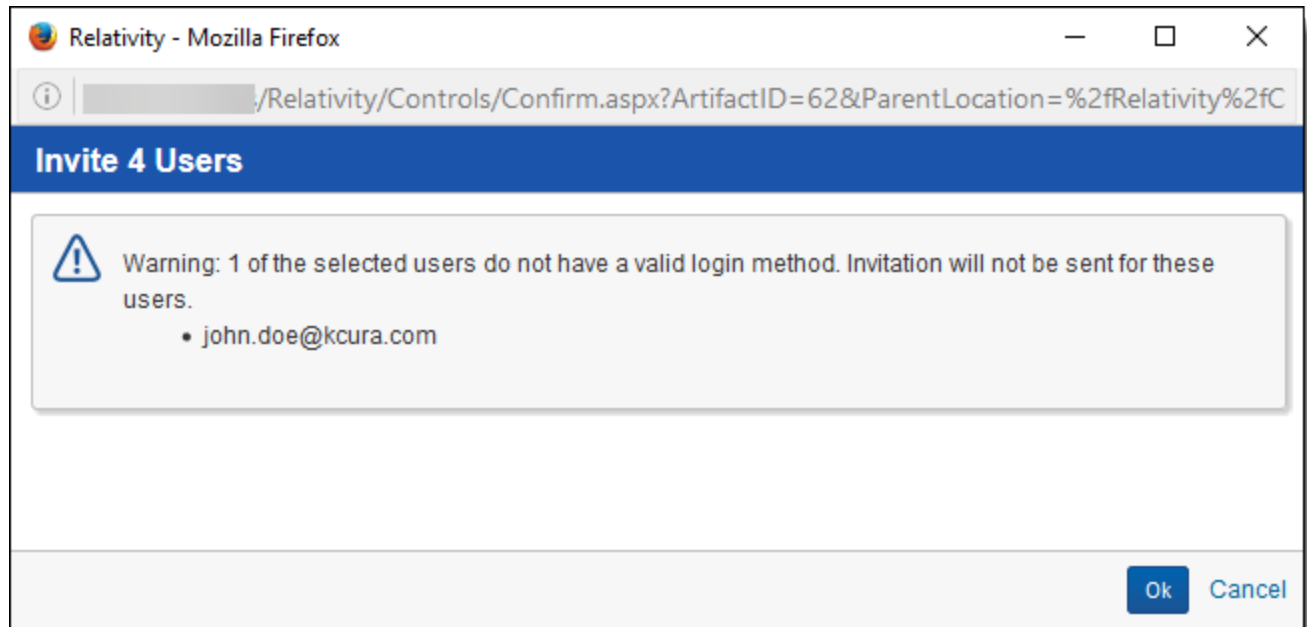 Relativity - Mozilla Firefox
/Relativity/Controls/Confirm.aspx?ArtifactID=62&ParentLocation=%2fRelativity%2fC
Invite 4 Users
Warning: 1 of the selected users do not have a valid login method. Invitation will not be sent for these
users.
• john.doe@kcura.com
Ok Cancel